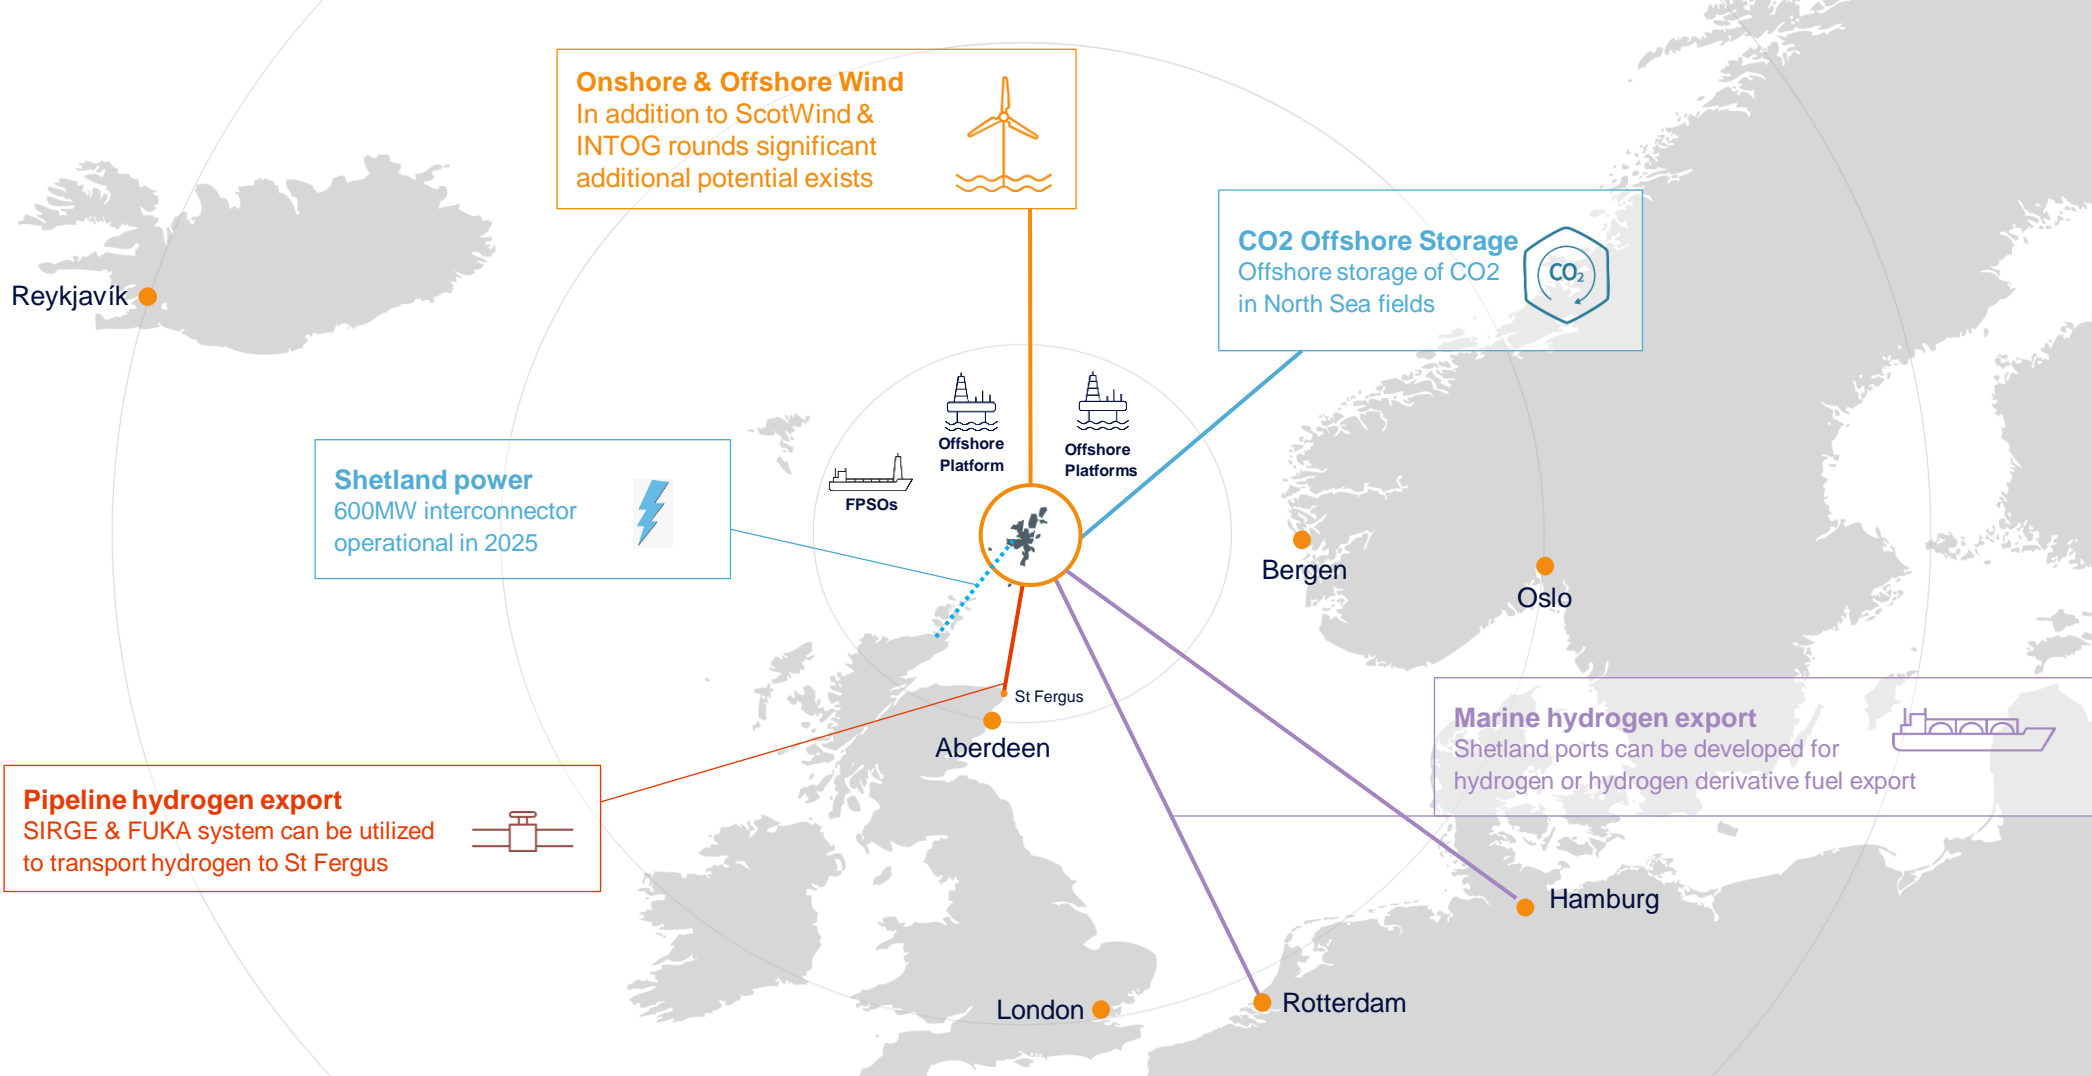 Onshore & Offshore Wind
In addition to ScotWind &
INTOG rounds significant
additional potential exists
CO2 Offshore Storage
Offshore storage of CO2
in North Sea fields
CO₂
Reykjavík
Offshore
Platform
Offshore
Platforms
FPSOs
Shetland power
600MW interconnector
operational in 2025
Bergen
Oslo
St Fergus
Aberdeen
Marine hydrogen export
Shetland ports can be developed for
hydrogen or hydrogen derivative fuel export
Pipeline hydrogen export
SIRGE & FUKA system can be utilized
to transport hydrogen to St Fergus
Hamburg
London
Rotterdam